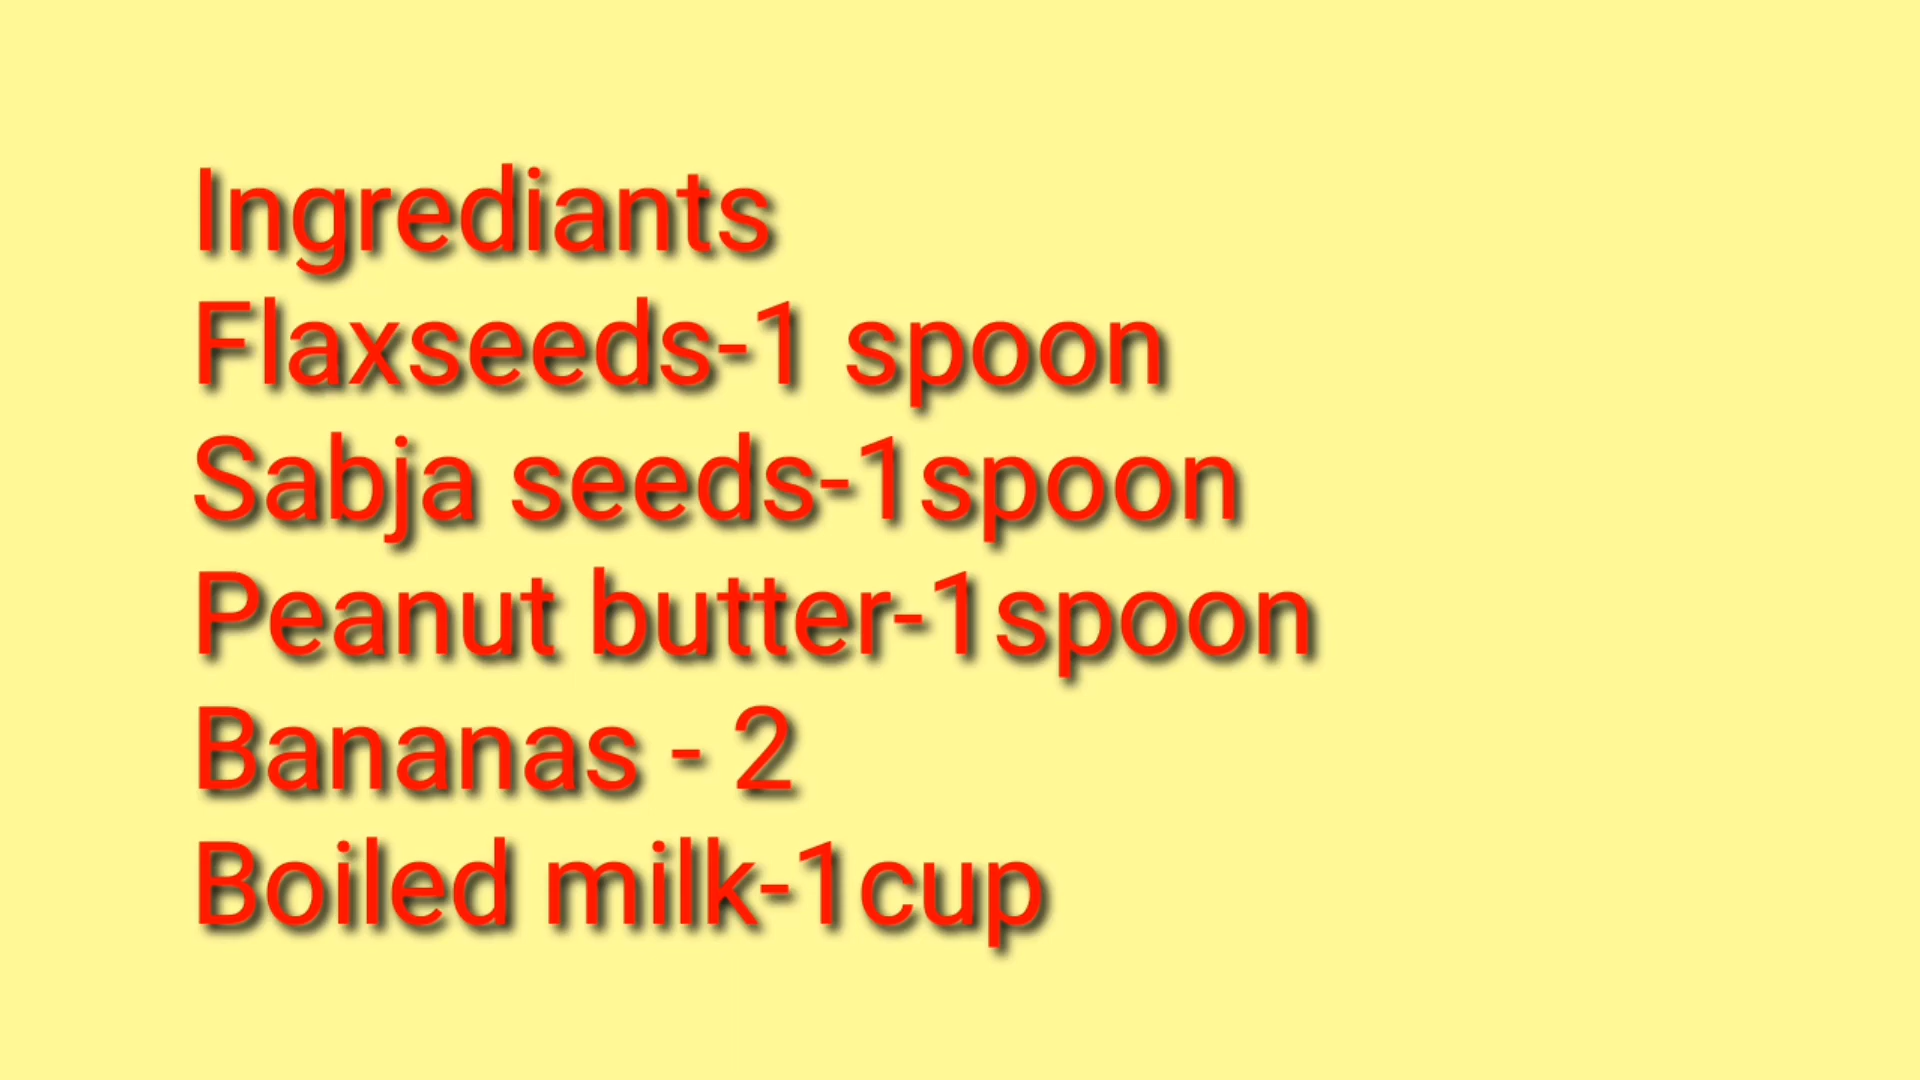 Ingrediants
Flaxseeds-1 spoon
Sabja seeds-1spoon
Peanut butter-1spoon
Bananas - 2
Boiled milk-1cup